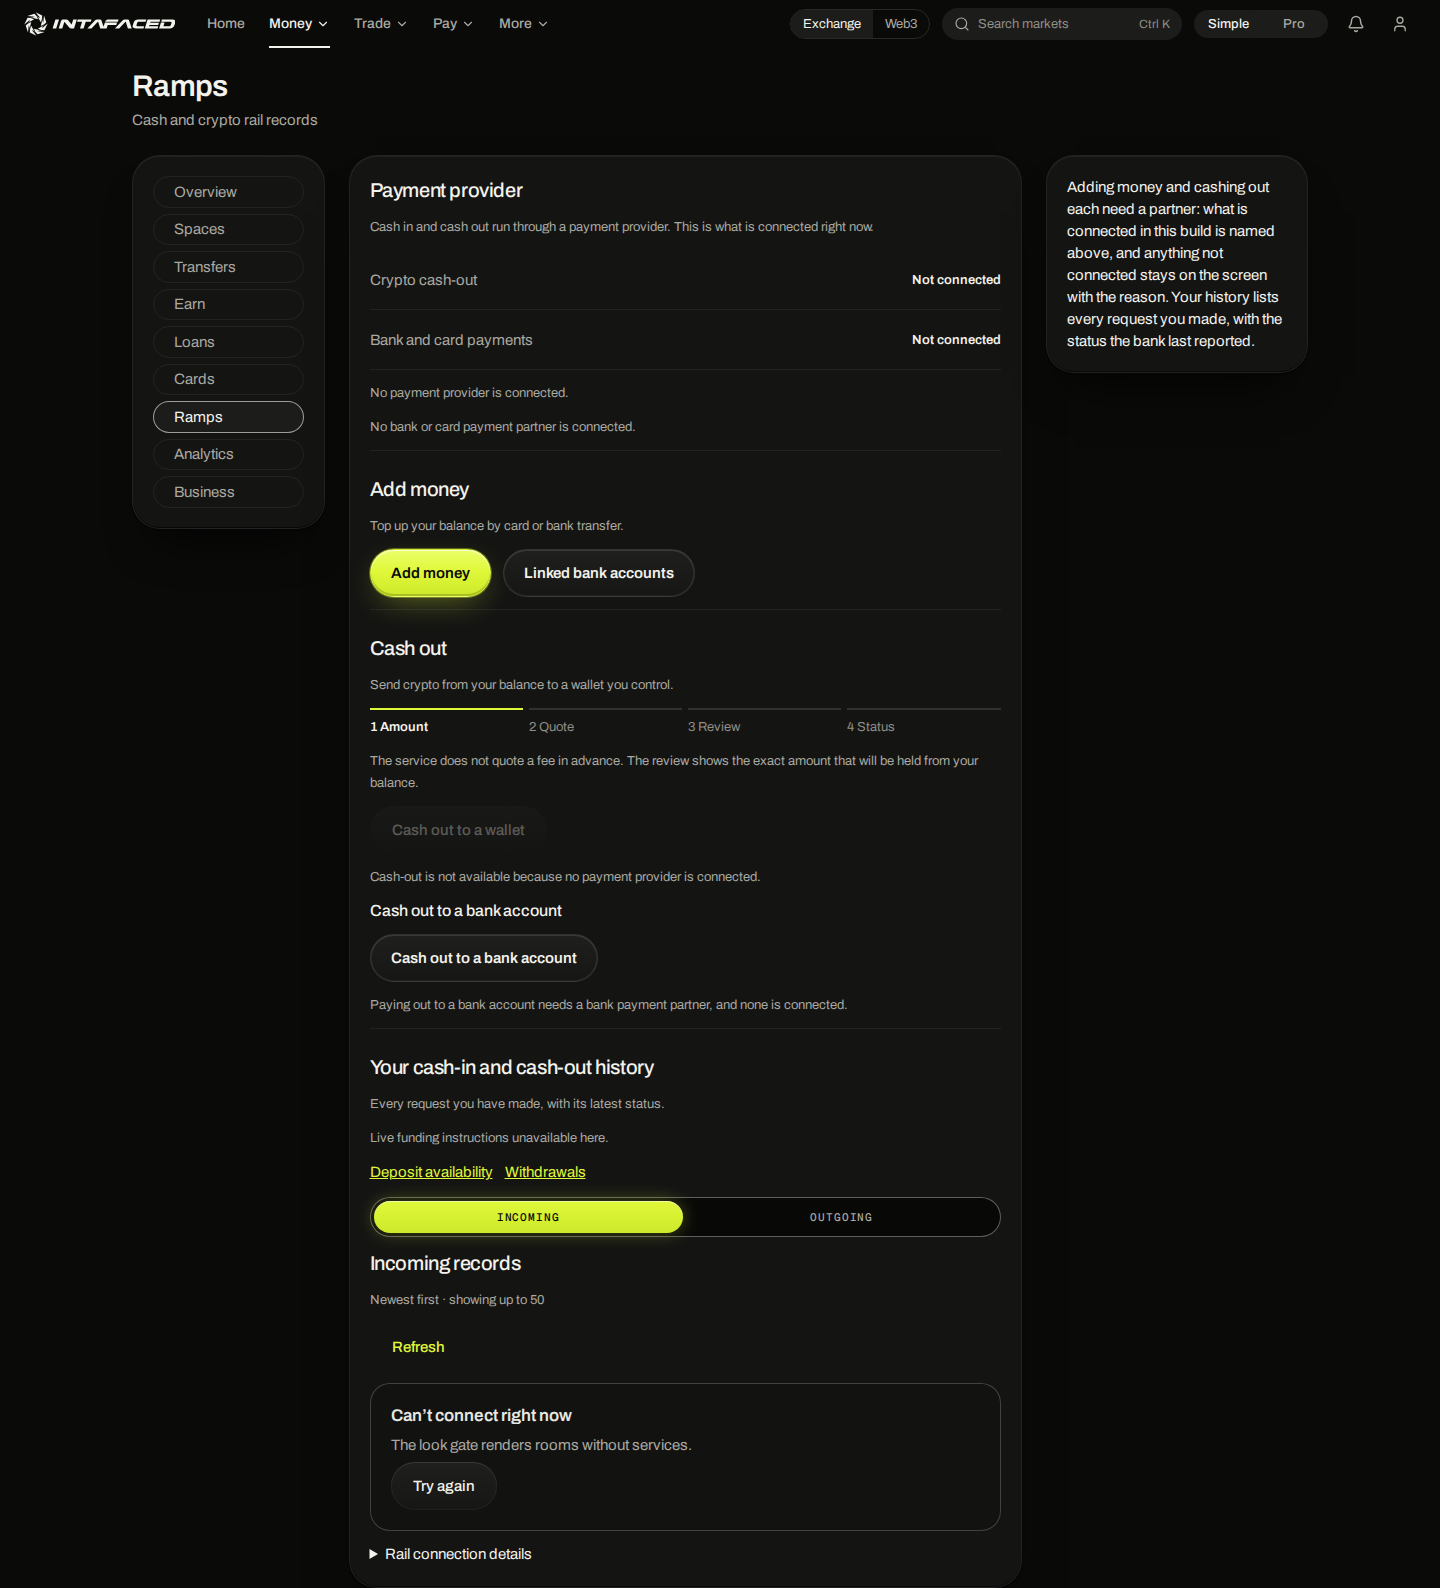 INTAFACED
Home
Money
Trade
Pay
More
Exchange
Web3
Search markets
Ctrl K
Simple
Pro
Ramps
Cash and crypto rail records
Overview
Spaces
Transfers
Earn
Loans
Cards
Ramps
Analytics
Business
Payment provider
Cash in and cash out run through a payment provider. This is what is connected right now.
Crypto cash-out
Not connected
Bank and card payments
Not connected
No payment provider is connected.
No bank or card payment partner is connected.
Add money
Top up your balance by card or bank transfer.
Add money
Linked bank accounts
Cash out
Send crypto from your balance to a wallet you control.
1 Amount
2 Quote
3 Review
4 Status
The service does not quote a fee in advance. The review shows the exact amount that will be held from your
balance.
Cash out to a wallet
Cash-out is not available because no payment provider is connected.
Cash out to a bank account
Cash out to a bank account
Paying out to a bank account needs a bank payment partner, and none is connected.
Your cash-in and cash-out history
Every request you have made, with its latest status.
Live funding instructions unavailable here.
Deposit availability
Withdrawals
INCOMING
OUTGOING
Incoming records
Newest first · showing up to 50
Refresh
Can’t connect right now
The look gate renders rooms without services.
Try again
Rail connection details
Adding money and cashing out
each need a partner: what is
connected in this build is named
above, and anything not
connected stays on the screen
with the reason. Your history lists
every request you made, with the
status the bank last reported.